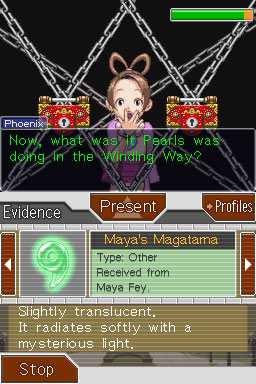 Phoenix
Now, what was it Pearls was
doing in the Winding Way?
Evidence
Present
Profiles
Maya's Magatama
Type: Other
Received from
Maya Fey.
Slightly translucent.
It radiates softly with a
mysterious light.
Stop